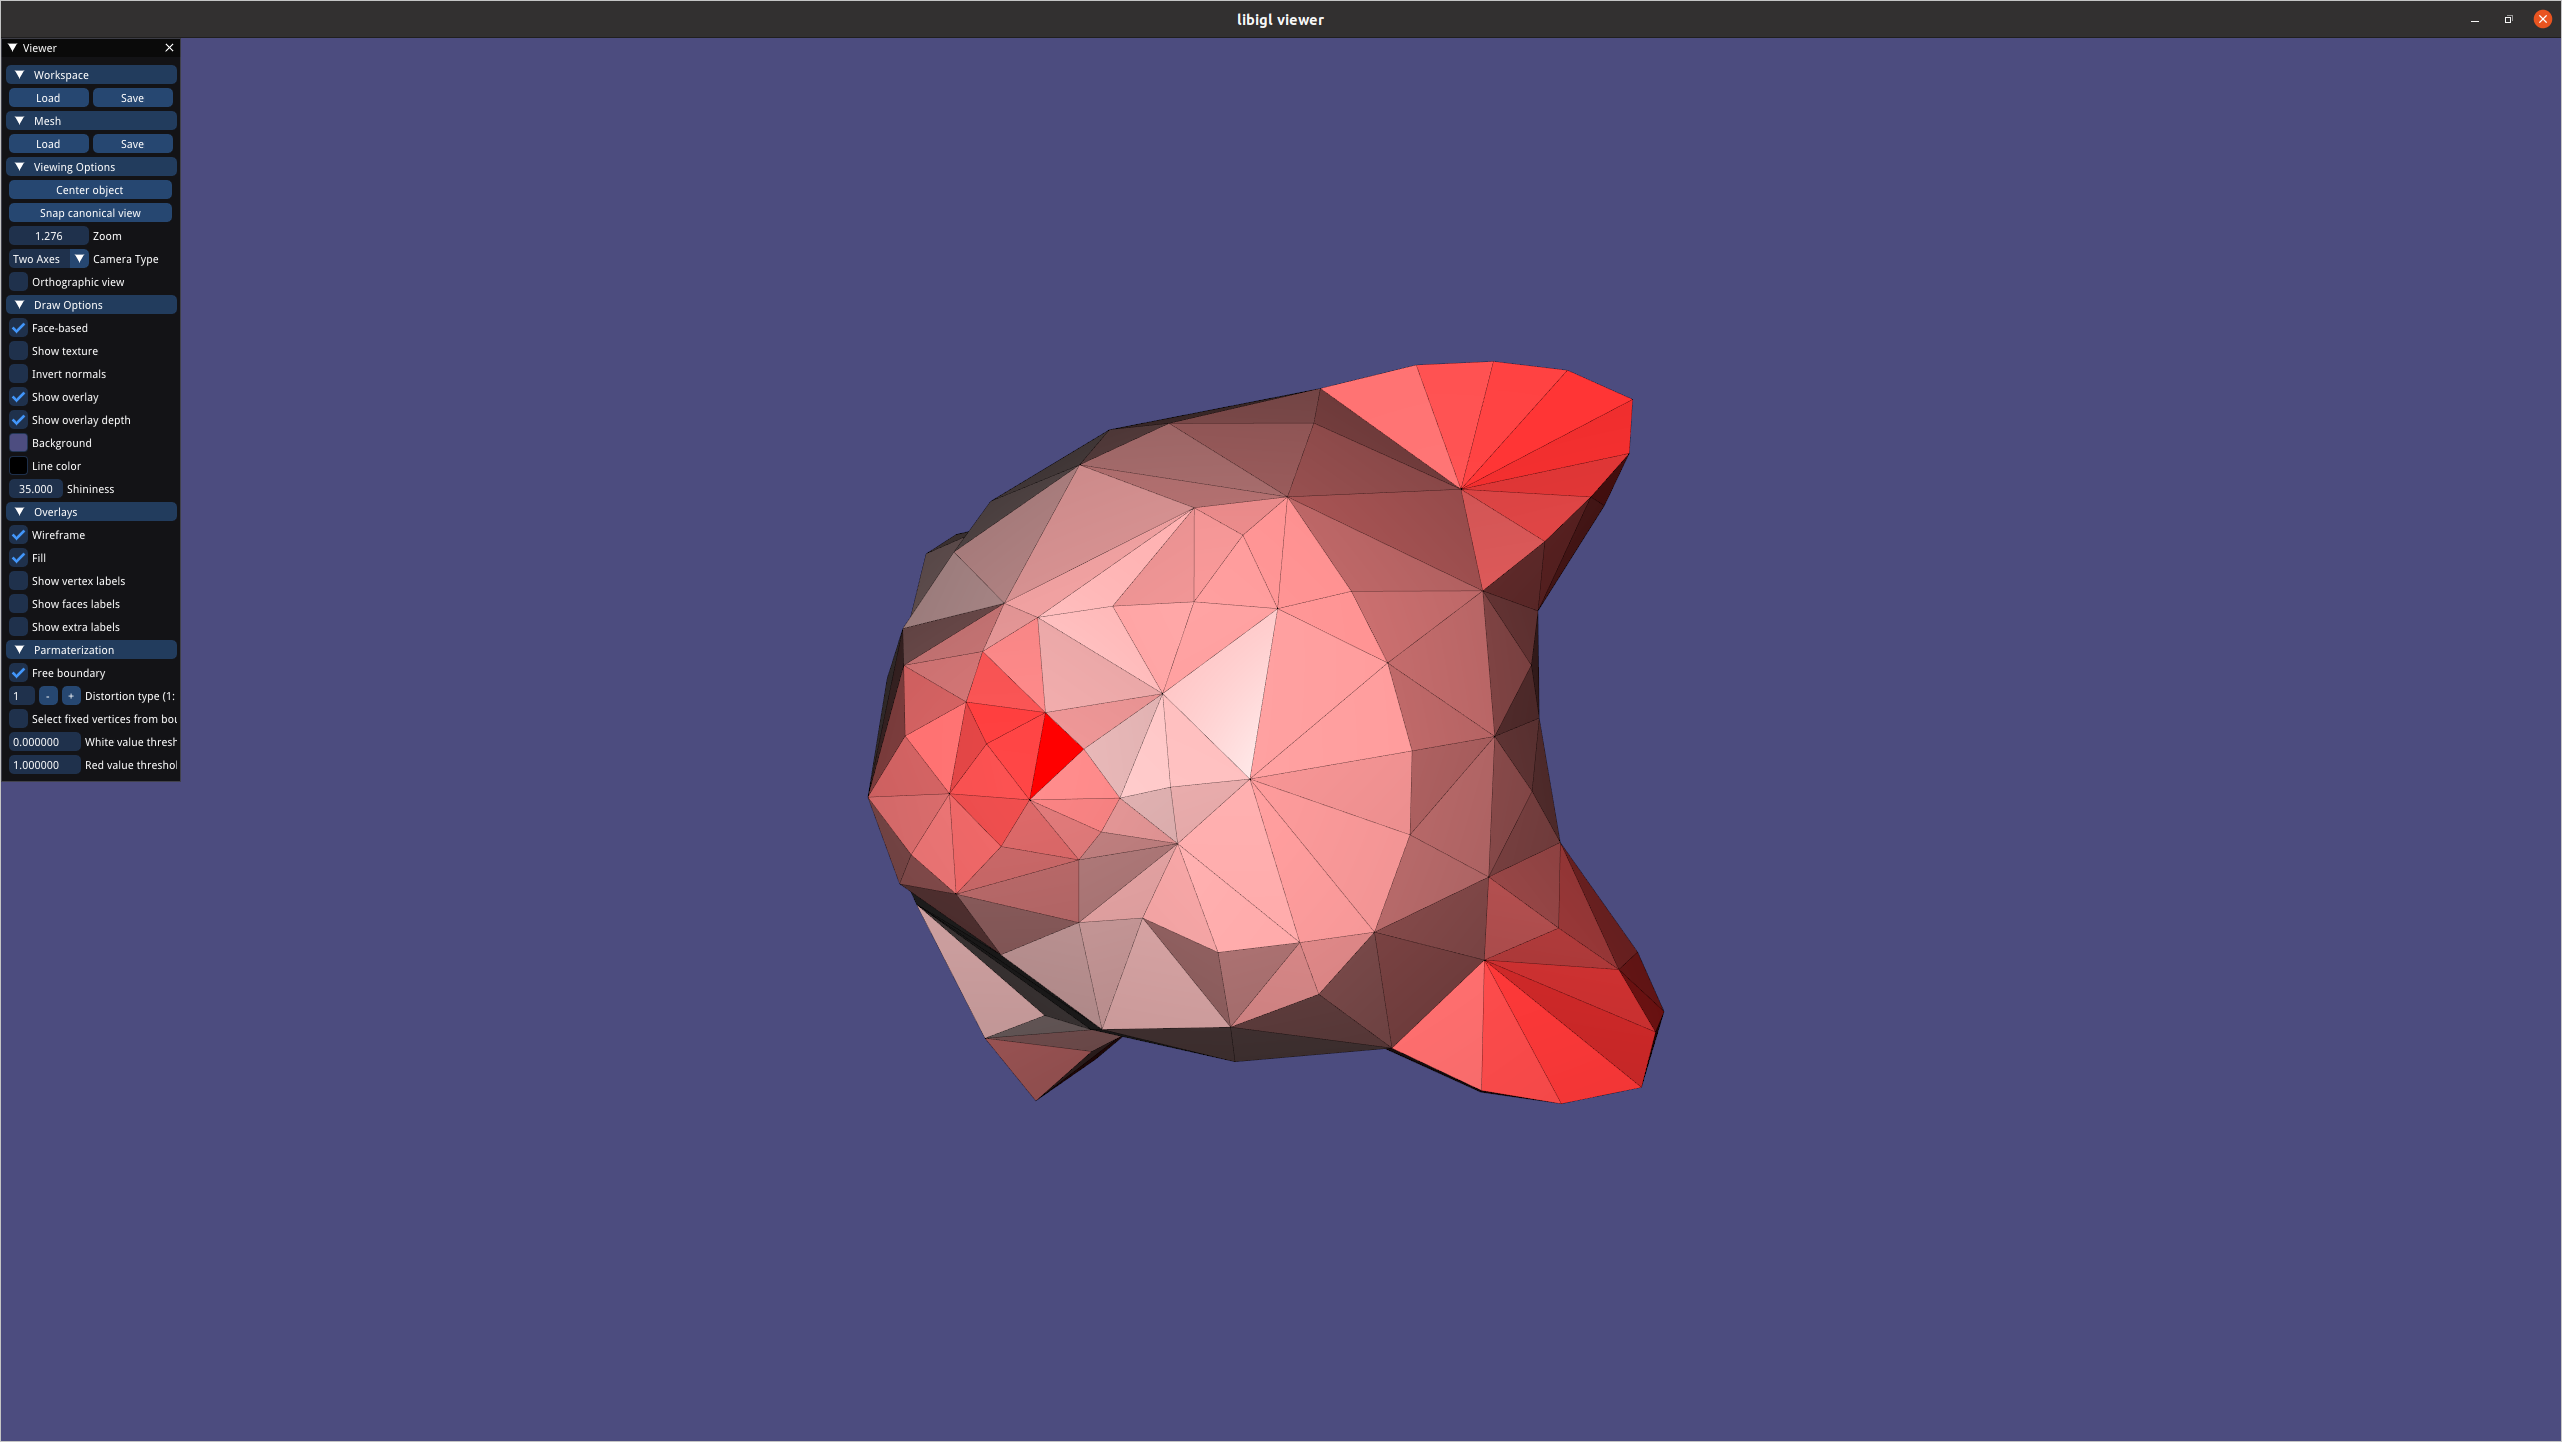 libigl viewer
Viewer
Workspace
Load Save
Mesh
Load Save
Viewing Options
Center object
Snap canonical view
1.276 Zoom
Two Axes Camera Type
Orthographic view
Draw Options
Face-based
Show texture
Invert normals
Show overlay
Show overlay depth
Background
Line color
35.000 Shininess
Overlays
Wireframe
Fill
Show vertex labels
Show faces labels
Show extra labels
Parmaterization
Free boundary
1 - + Distortion type (1:
Select fixed vertices from bou
0.000000 White value thresh
1.000000 Red value threshol